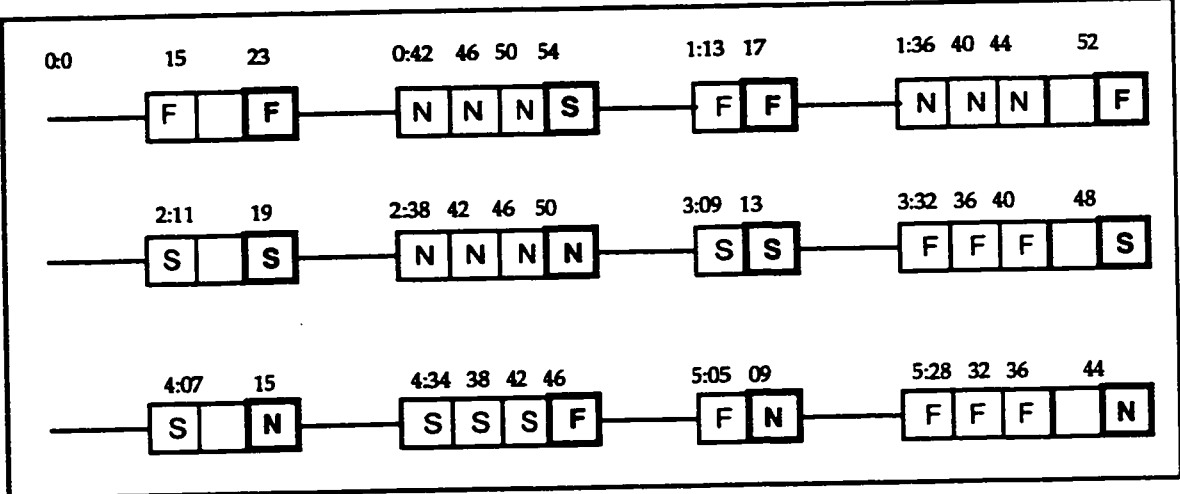 0:0 15 23 0:42 46 50 54 1:13 17 1:36 40 44 52
F F N N N S F F N N N F
2:11 19 2:38 42 46 50 3:09 13 3:32 36 40 48
S S N N N N S S F F F S
4:07 15 4:34 38 42 46 5:05 09 5:28 32 36 44
S N S S S F F N F F F N